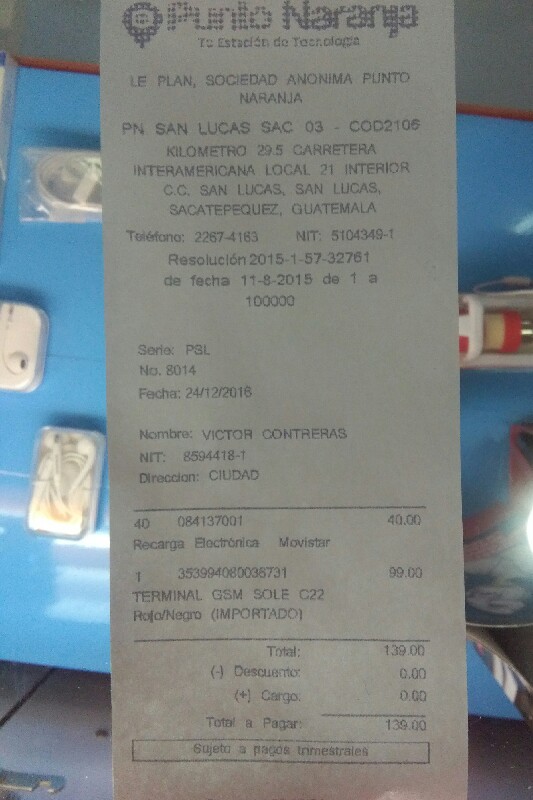 Punto Naranja
Tu Estación de Tecnología
LE PLAN, SOCIEDAD ANONIMA PUNTO
NARANJA
PN SAN LUCAS SAC 03 - COD2106
KILOMETRO 29.5 CARRETERA
INTERAMERICANA LOCAL 21 INTERIOR
C.C. SAN LUCAS, SAN LUCAS,
SACATEPEQUEZ, GUATEMALA
Teléfono: 2267-4183 NIT: 5104349-1
Resolución 2015-1-57-32761
de fecha 11-8-2015 de 1 a
100000
Serie: PSL
No. 8014
Fecha: 24/12/2016
Nombre: VICTOR CONTRERAS
NIT: 8594418-1
Direccion: CIUDAD
40 084137001 40.00
Recarga Electrónica Movistar
1 353994080036731 99.00
TERMINAL GSM SOLE C22
Rojo/Negro (IMPORTADO)
Total: 139.00
(-) Descuento: 0.00
(+) Cargo: 0.00
Total a Pagar: 139.00
Sujeto a pagos trimestrales